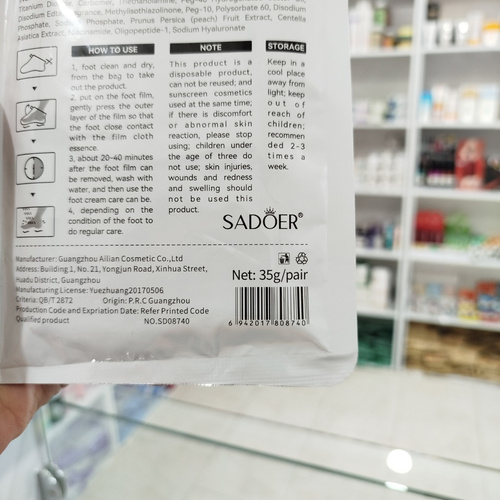 Titanium Dioxide, Carbomer, Triethanolamine, Peg-40 Hydrogen
Disodium Edta, Fragrance, Methylisothiazolinone, Peg-10, Polysorbate 60, Disodium
Phosphate, Sodium Phosphate, Prunus Persica (peach) Fruit Extract, Centella
Asiatica Extract, Niacinamide, Oligopeptide-1, Sodium Hyaluronate
HOW TO USE
1, foot clean and dry,
from the bag to take
out the product.
2, put on the foot film,
gently press the outer
layer of the film so that
the foot close contact
with the film cloth
essence.
3, about 20-40 minutes
after the foot film can
be removed, wash with
water, and then use the
foot cream care can be.
4, depending on the
condition of the foot to
do regular care.
NOTE
This product is a
disposable product,
can not be reused; and
sunscreen cosmetics
used at the same time;
if there is discomfort
or abnormal skin
reaction, please stop
using; children under
the age of three do not
use; skin injuries,
wounds and redness
and swelling should
not be used this
product.
STORAGE
Keep in a
cool place
away from
light; keep
out of
reach of
children;
recommen
ded 2-3
times a
week.
SADOER®
Manufacturer: Guangzhou Ailian Cosmetic Co.,Ltd
Address: Building 1, No. 21, Yongjun Road, Xinhua Street,
Huadu District, Guangzhou
Manufacturing License: Yuezhuang20170506
Criteria: QB/T 2872 Origin: P.R.C Guangzhou
Production Code and Expriation Date: Refer Printed Code
Qualified product NO.SD08740
Net: 35g/pair
6 942017 808740